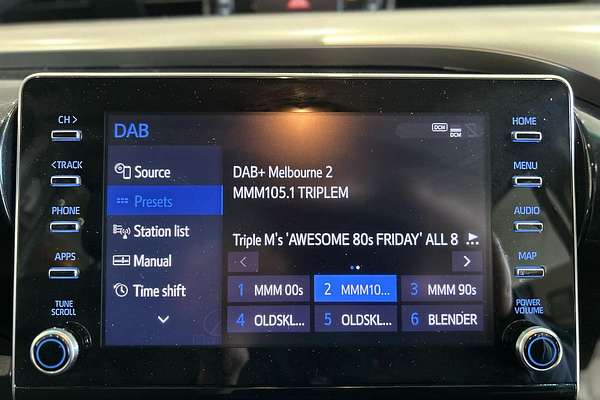 CH >
< TRACK
PHONE
APPS
TUNE
SCROLL
DAB
Source
Presets
Station list
Manual
Time shift
DCM
DCM
DAB+ Melbourne 2
MMM105.1 TRIPLEM
Triple M's 'AWESOME 80s FRIDAY' ALL 8
1 MMM 00s
2 MMM10...
3 MMM 90s
4 OLDSKL...
5 OLDSKL...
6 BLENDER
HOME
MENU
AUDIO
MAP
POWER
VOLUME